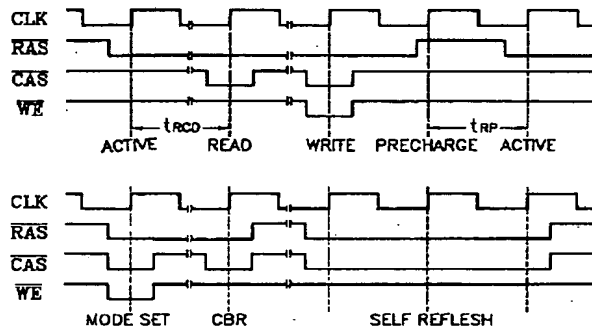 CLK
RAS
CAS
WE
tRCD tRP
ACTIVE READ WRITE PRECHARGE ACTIVE
CLK
RAS
CAS
WE
MODE SET CBR SELF REFLESH